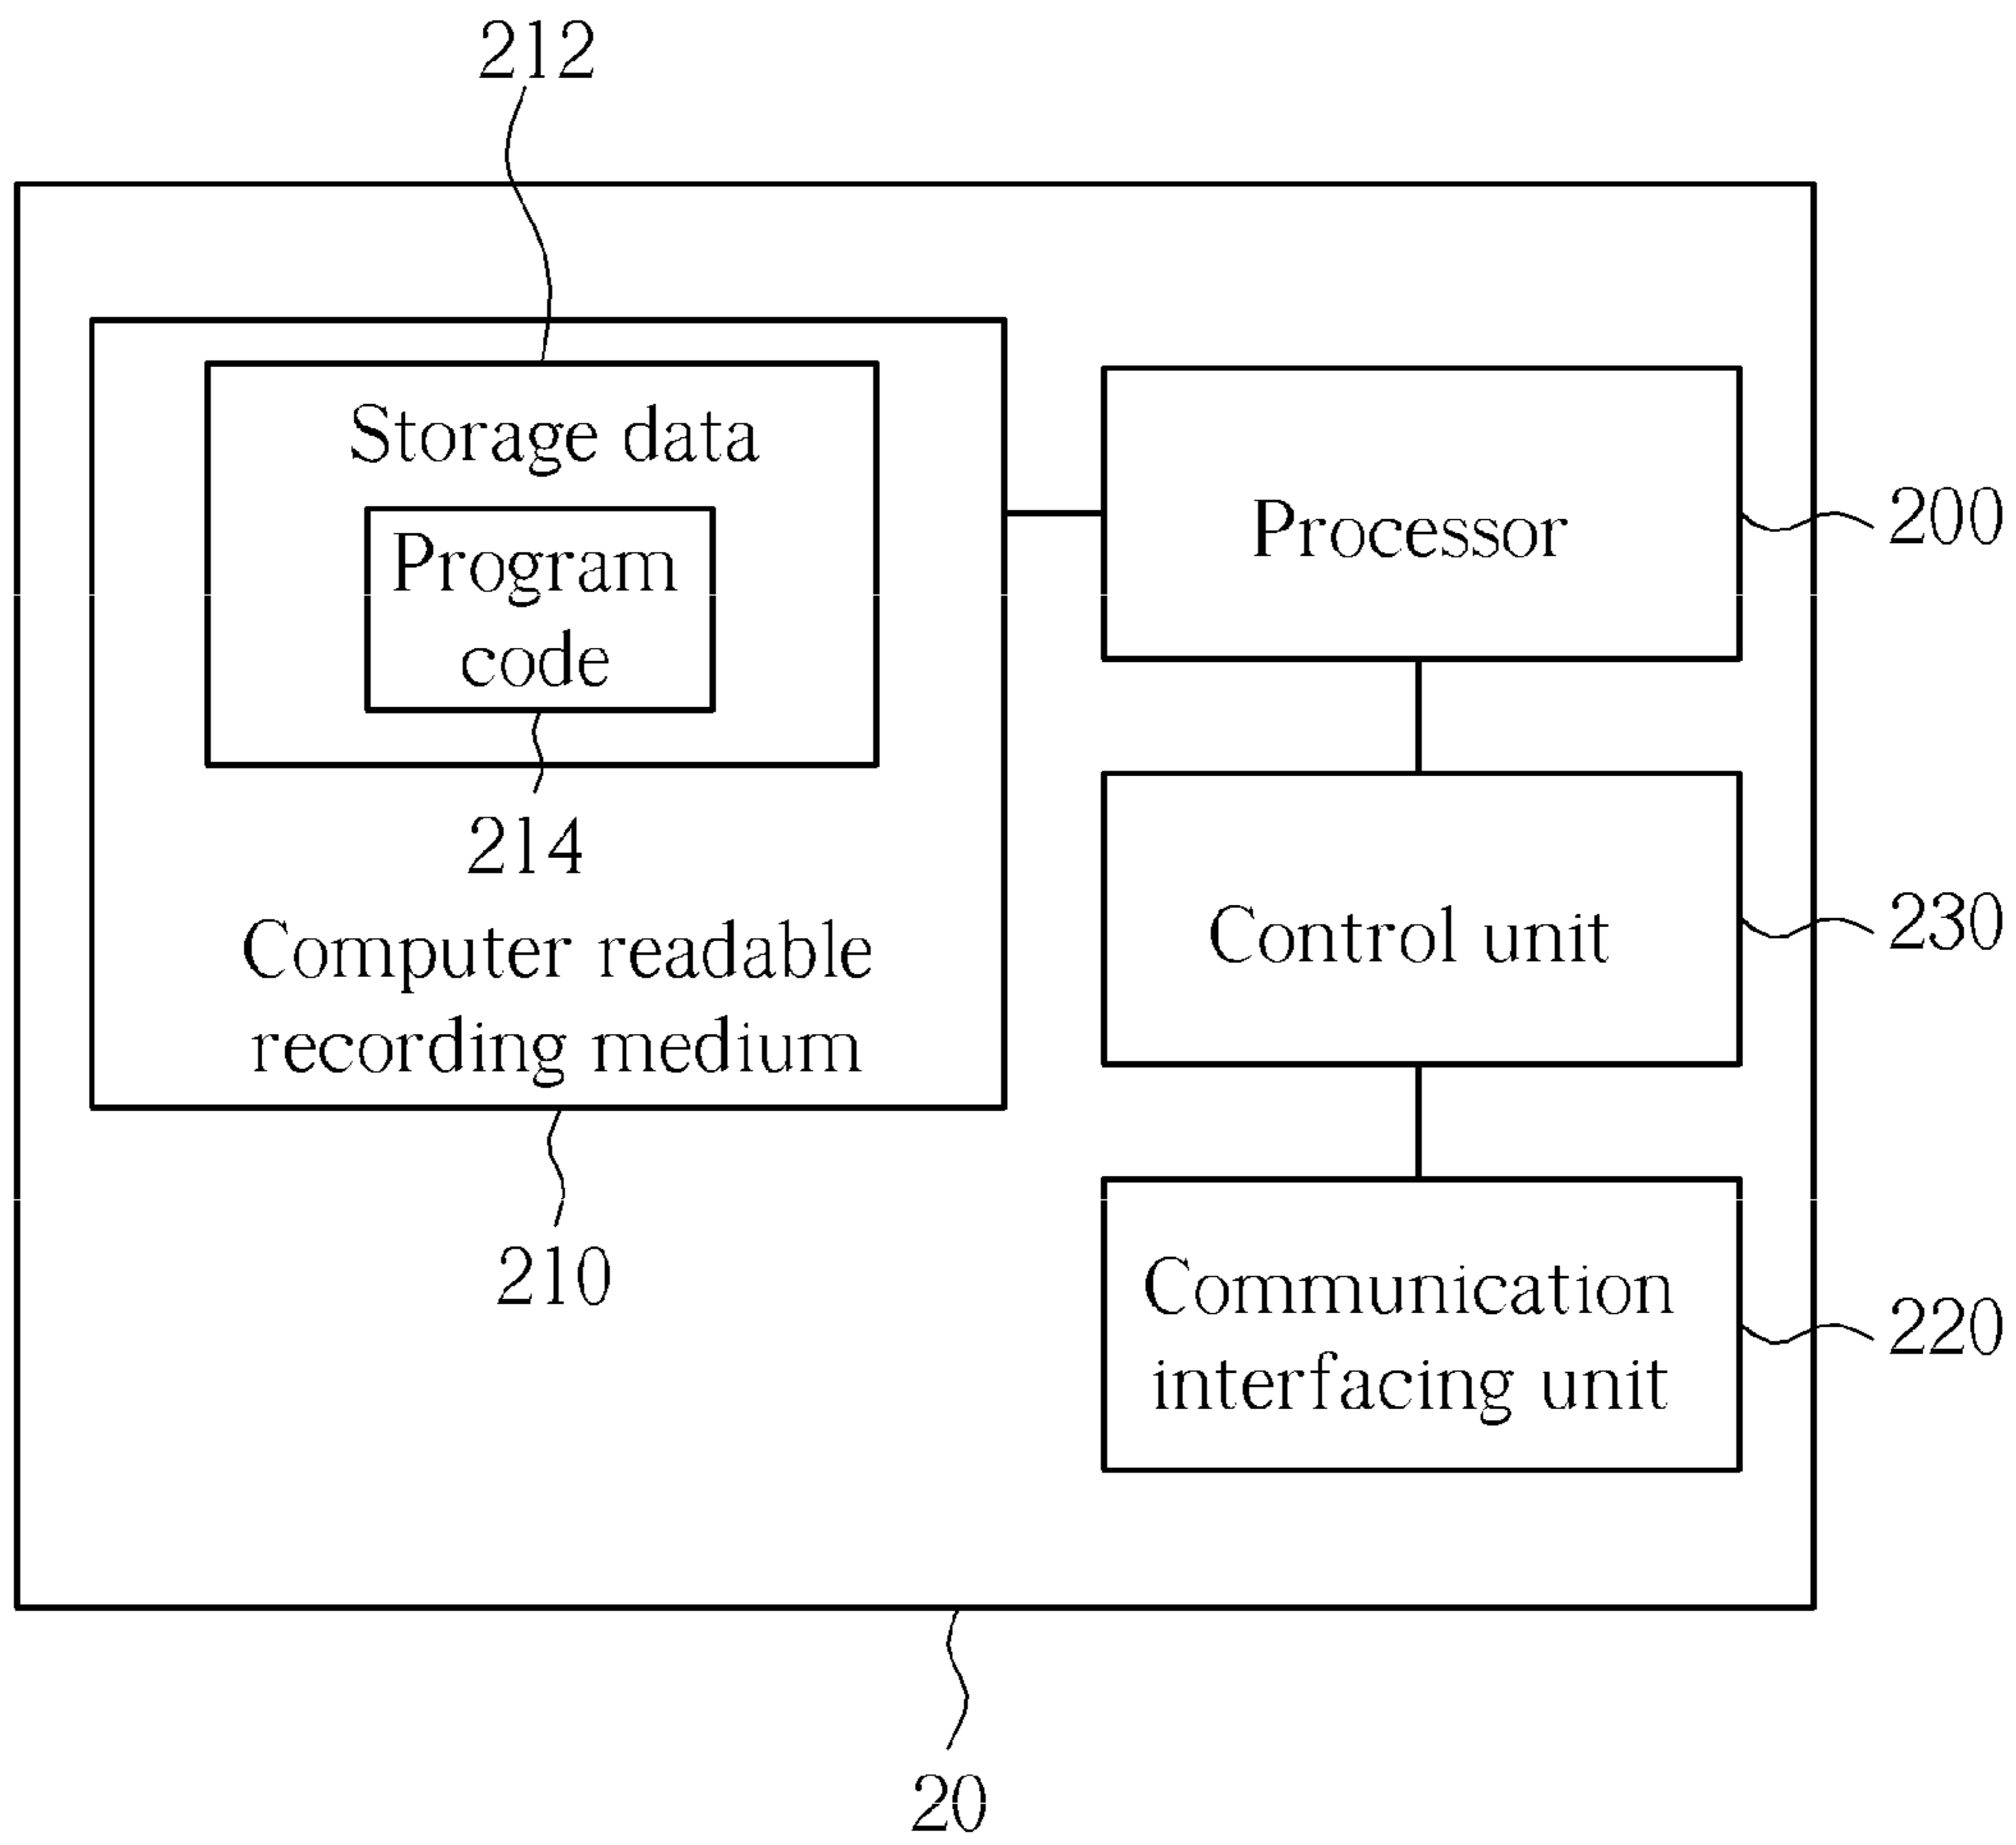 212
Storage data
Program
code
214
Computer readable
recording medium
210
Processor
200
Control unit
230
Communication
interfacing unit
220
20